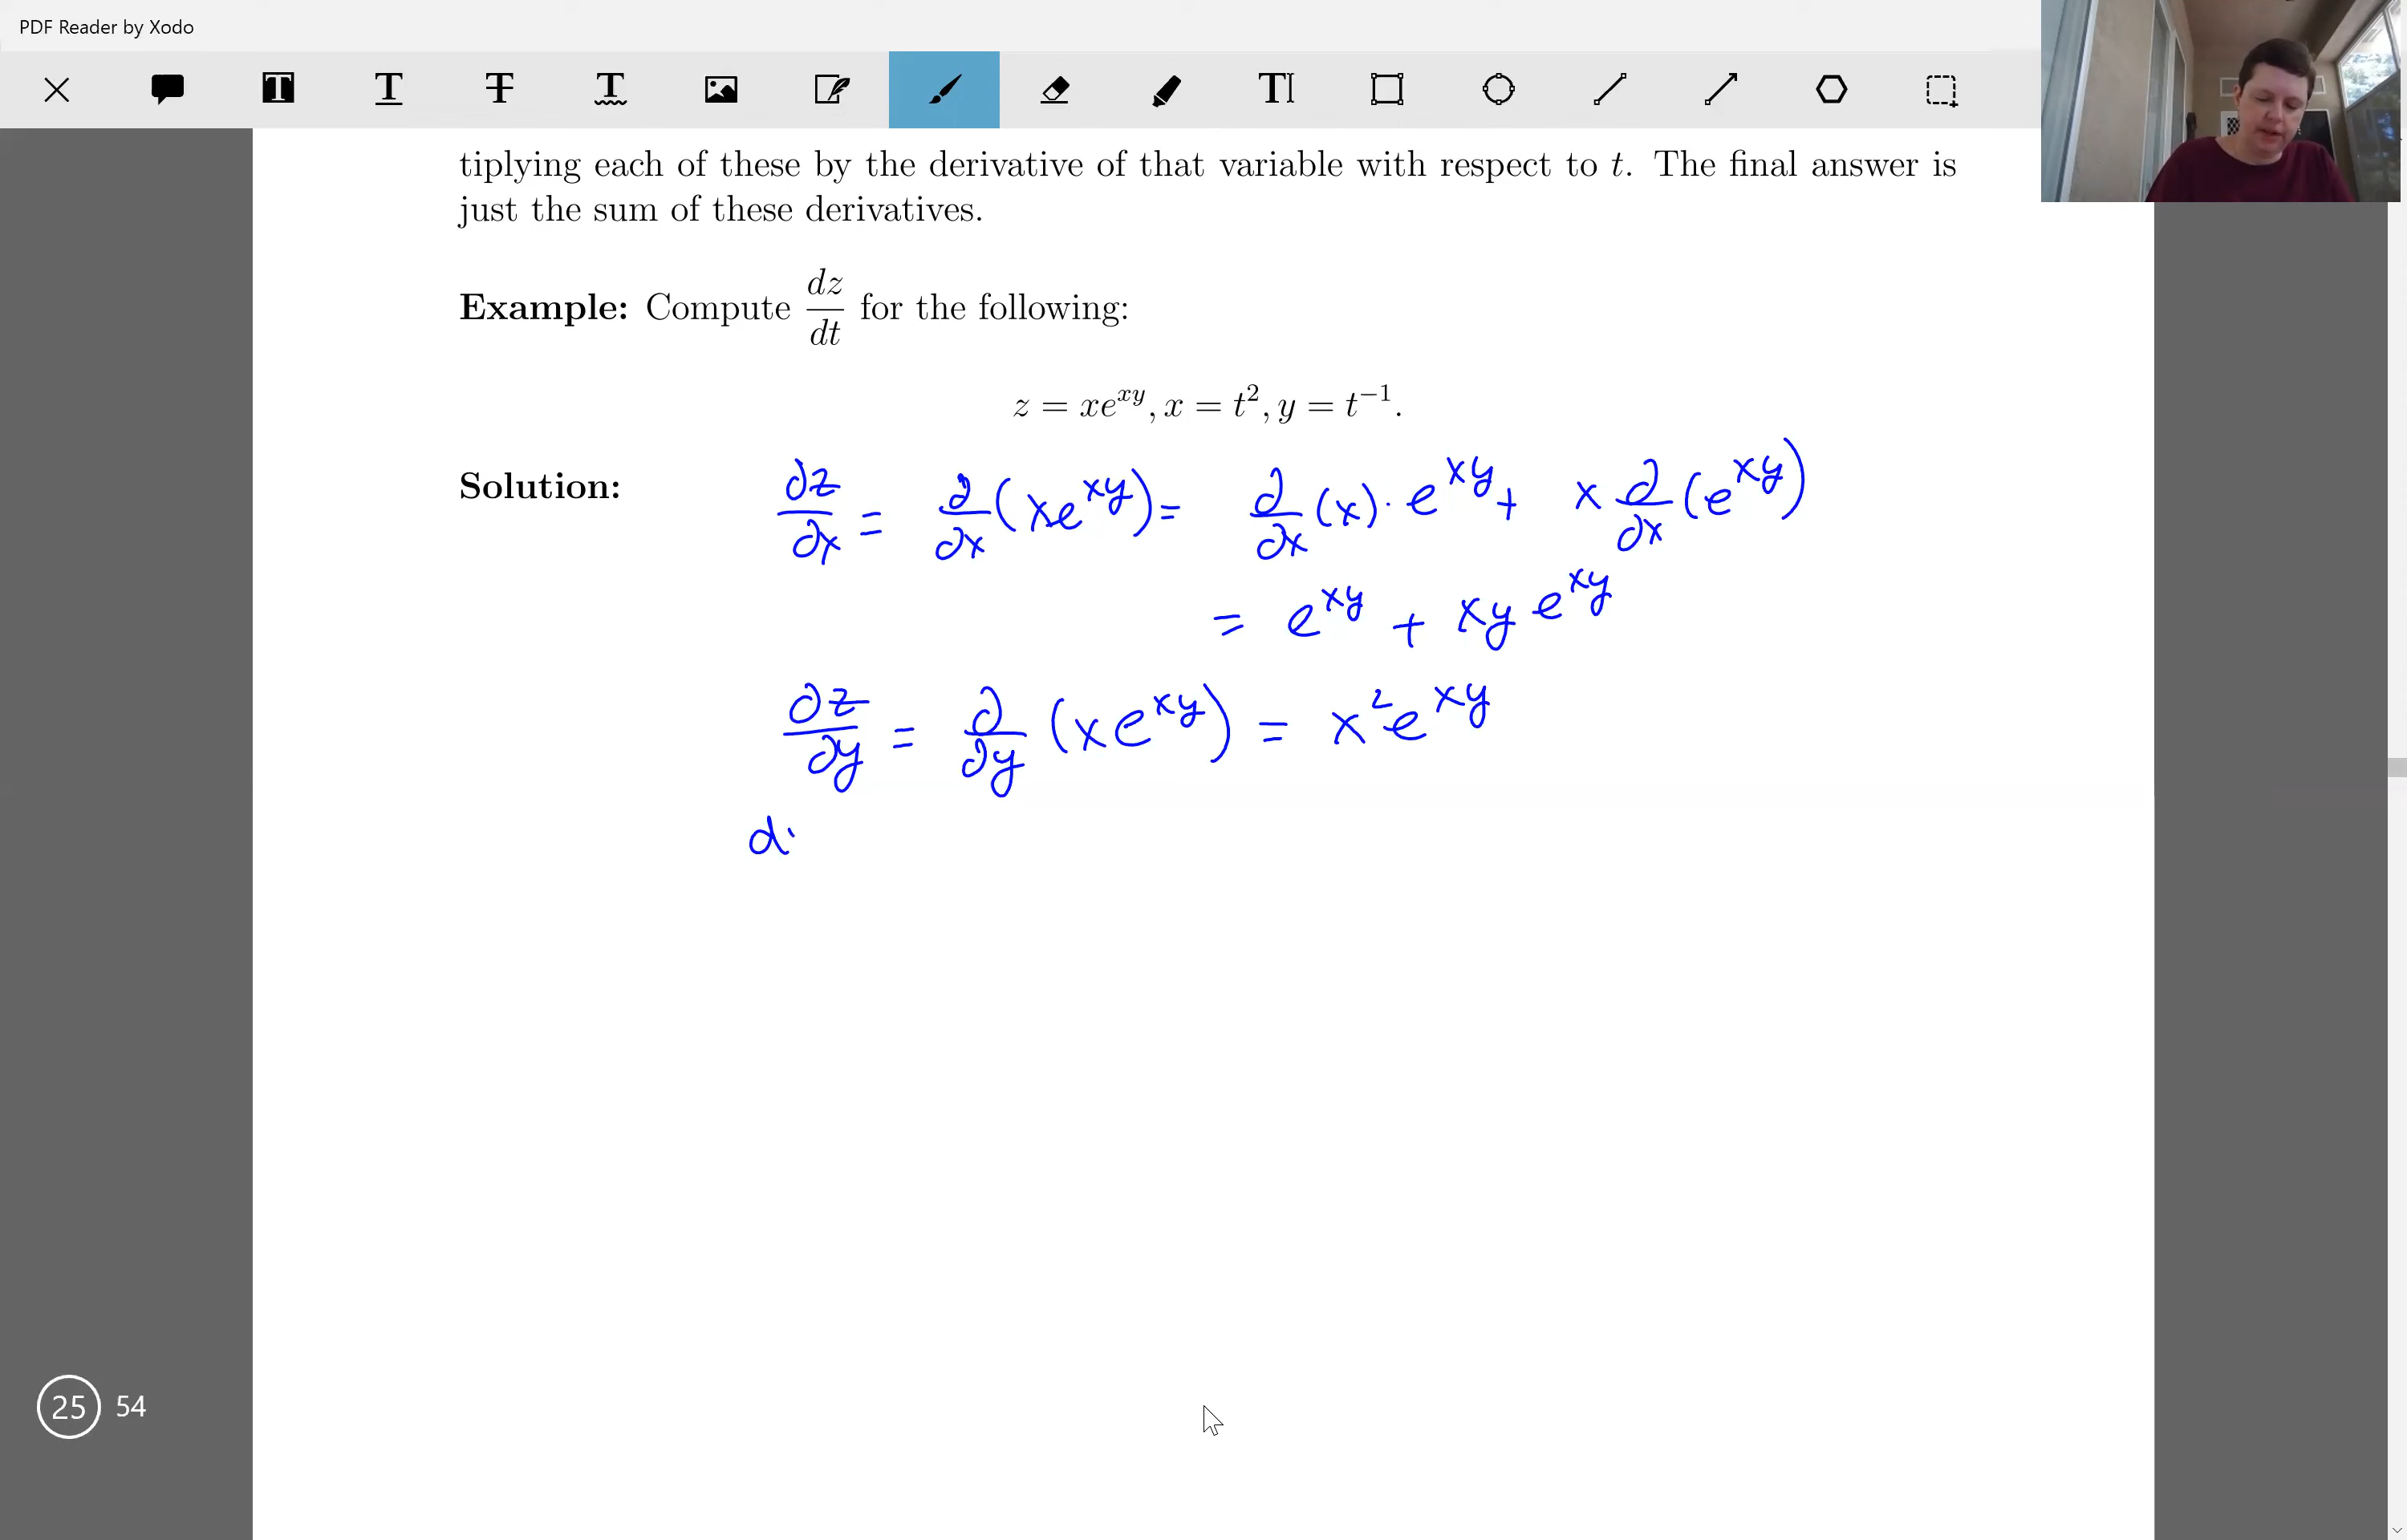 PDF Reader by Xodo
tiplying each of these by the derivative of that variable with respect to t. The final answer is
just the sum of these derivatives.
Example: Compute dz/dt for the following:
z = xe^{xy}, x = t^2, y = t^{-1}.
Solution: ∂z/∂x = ∂/∂x (xe^{xy}) = ∂/∂x (x) · e^{xy} + x ∂/∂x (e^{xy})
= e^{xy} + xy e^{xy}
∂z/∂y = ∂/∂y (xe^{xy}) = x^2 e^{xy}
d
25 54